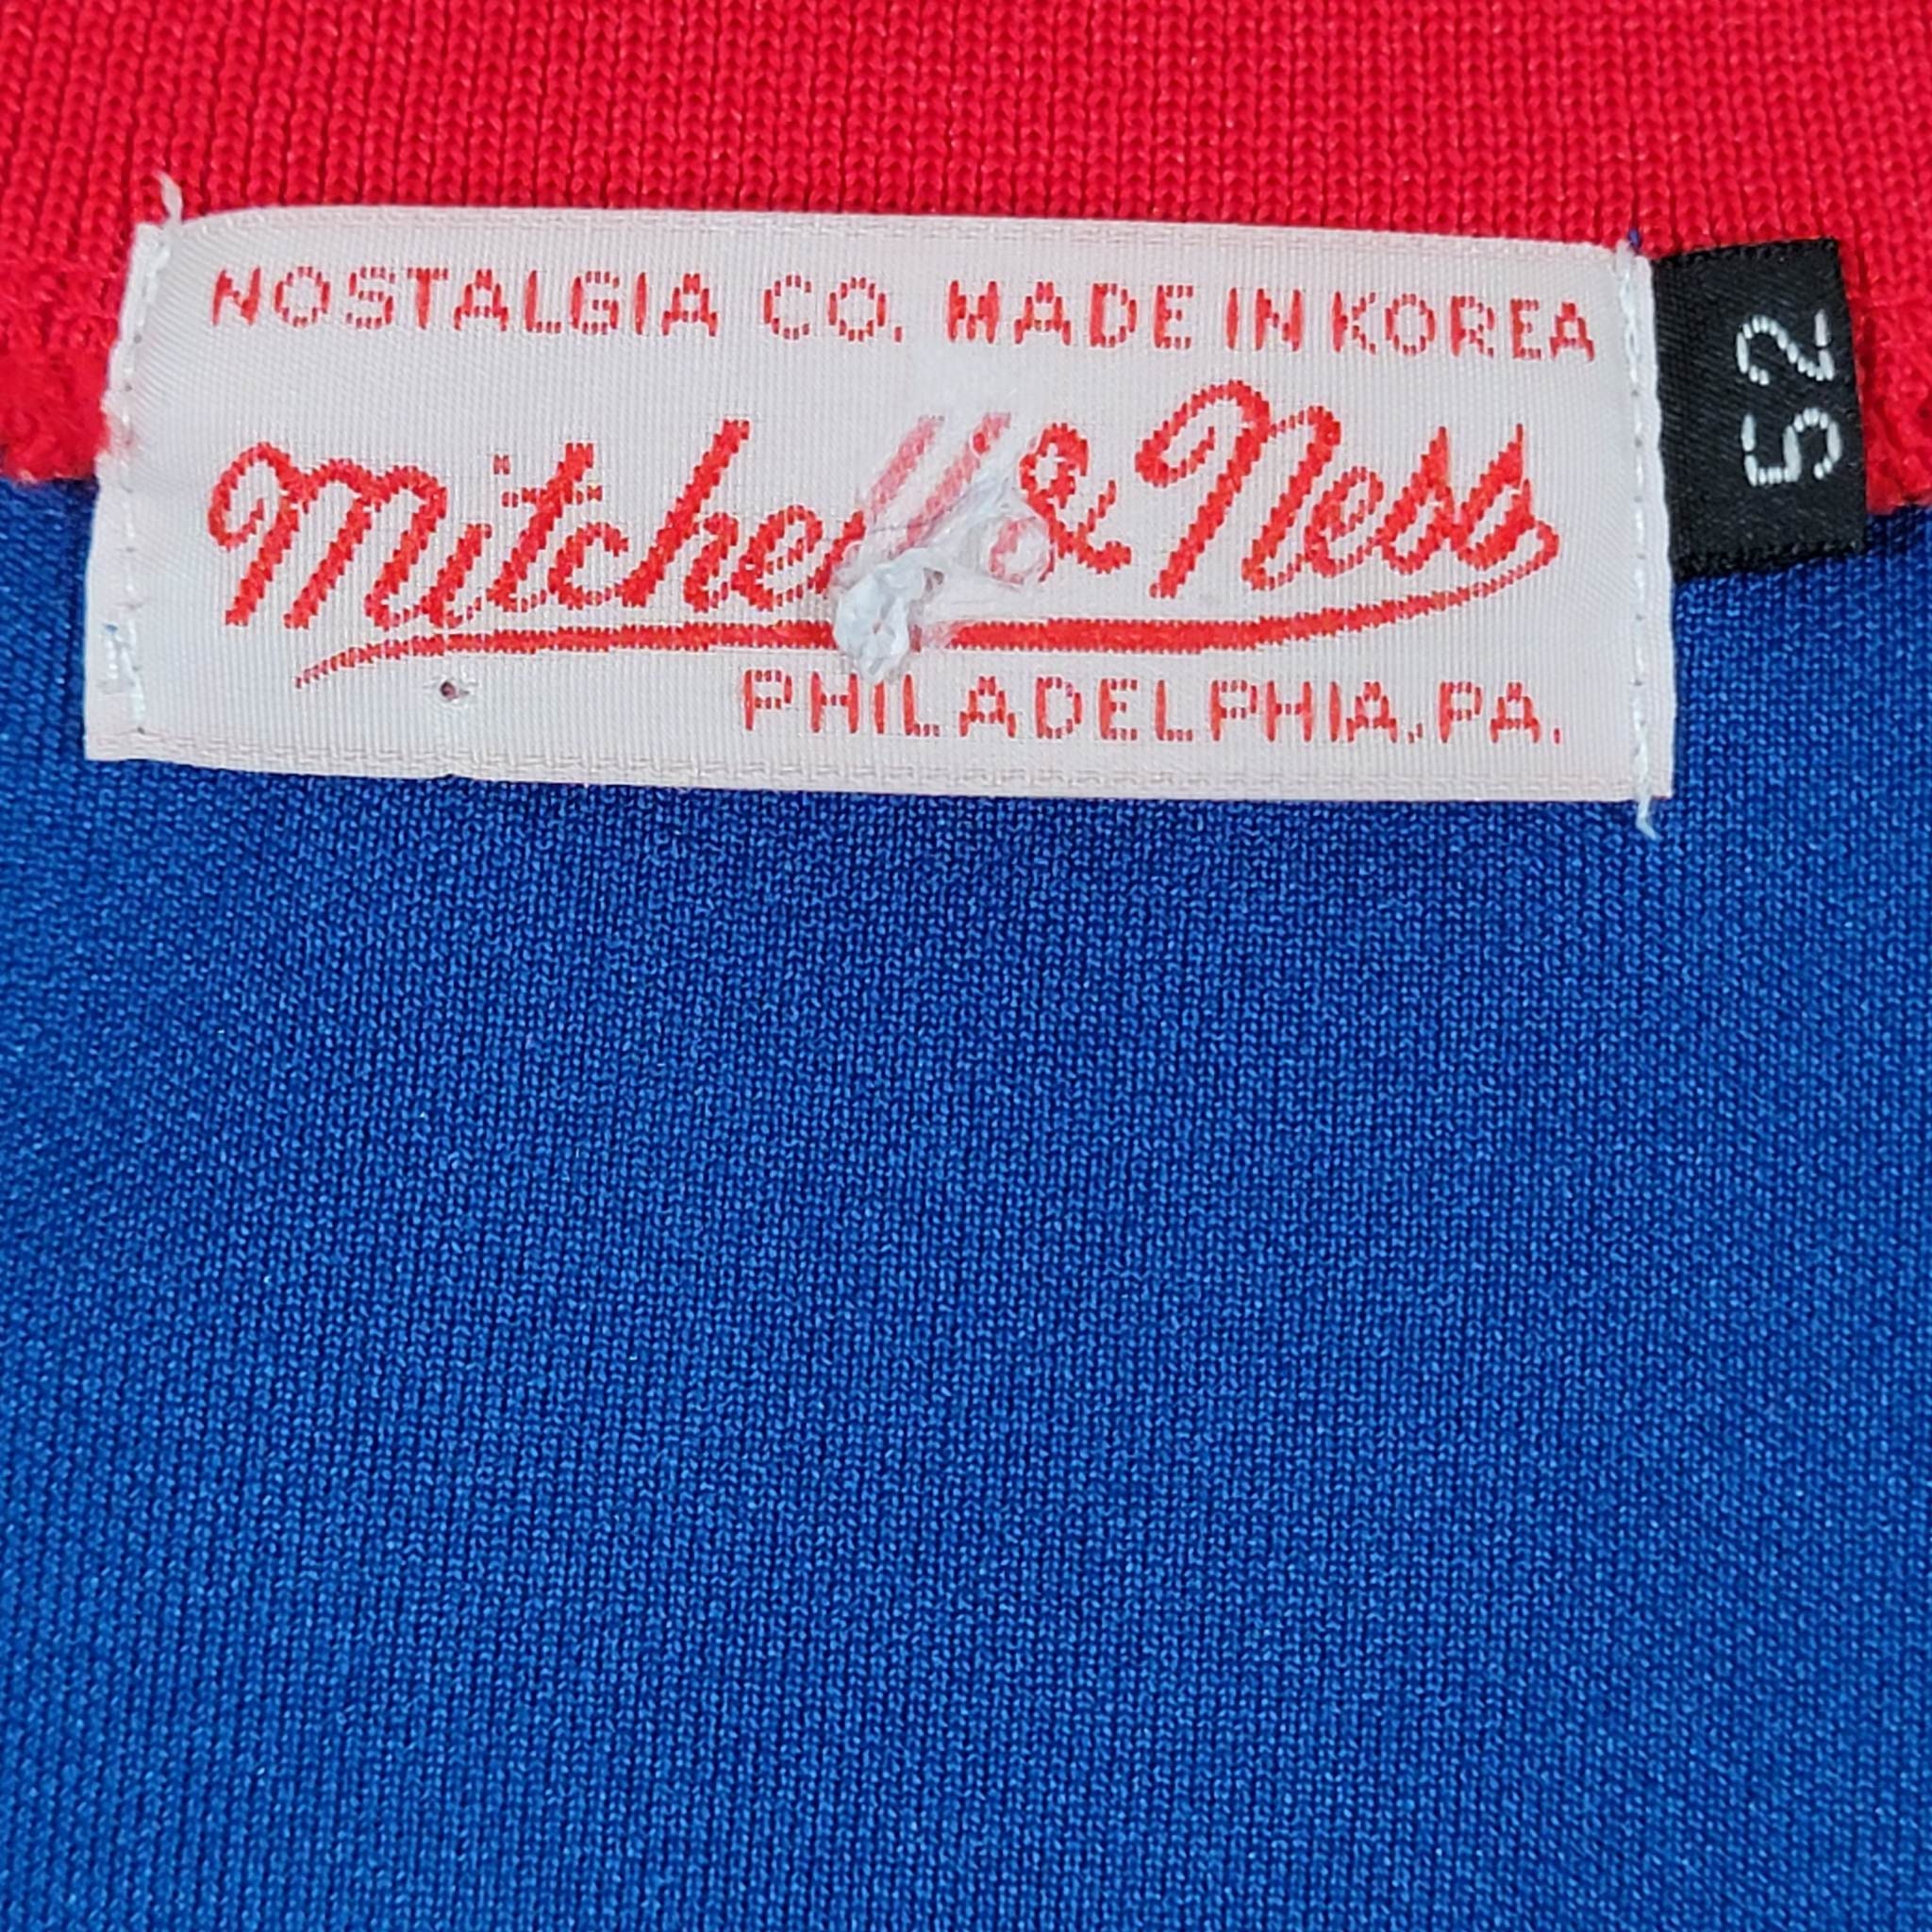 NOSTALGIA CO. MADE IN KOREA
Mitchell & Ness
PHILADELPHIA, PA.
52